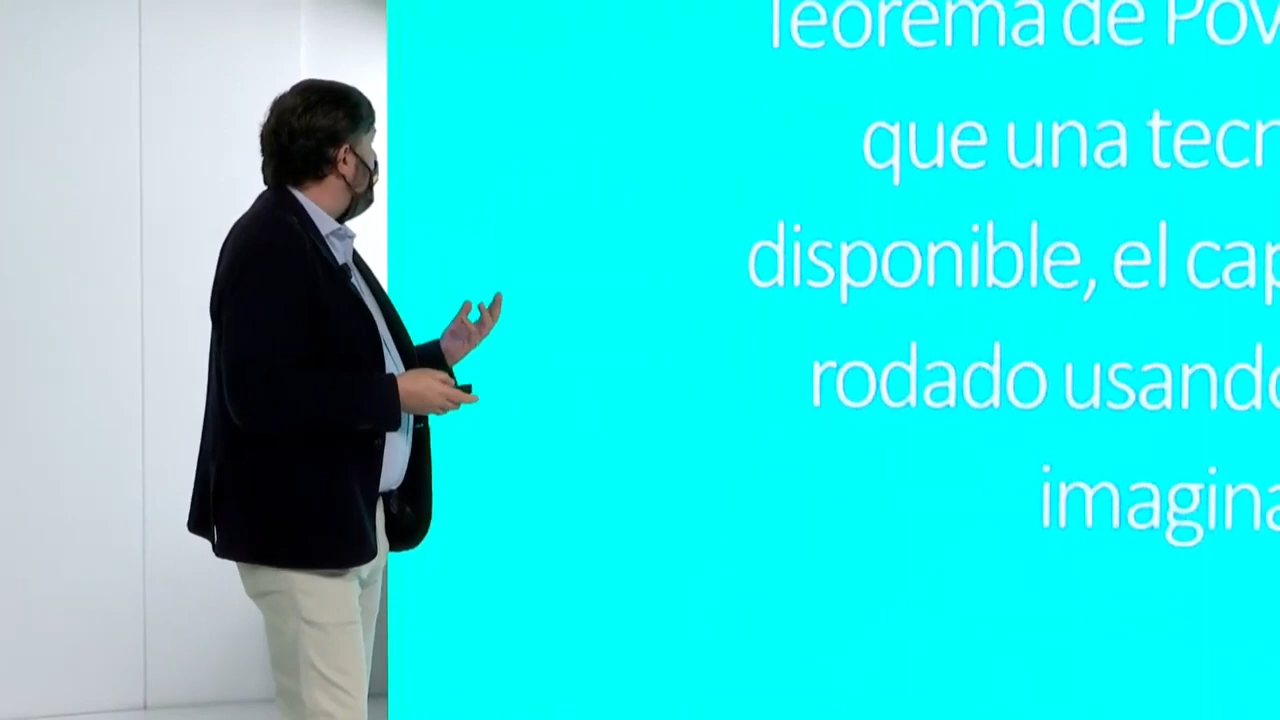 Teorema de Pov
que una tecn
disponible, el cap
rodado usando
imagina